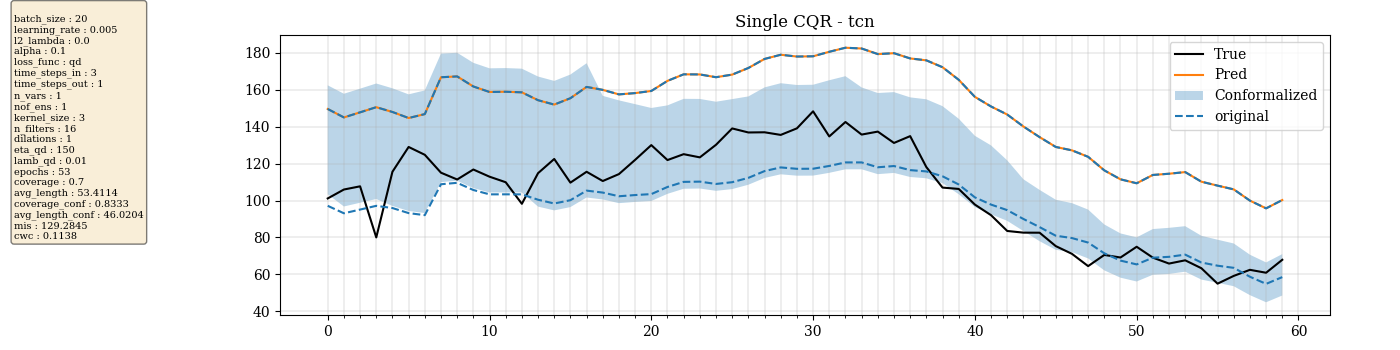 batch_size : 20
learning_rate : 0.005
l2_lambda : 0.0
alpha : 0.1
loss_func : qd
time_steps_in : 3
time_steps_out : 1
n_vars : 1
nof_ens : 1
kernel_size : 3
n_filters : 16
dilations : 1
eta_qd : 150
lamb_qd : 0.01
epochs : 53
coverage : 0.7
avg_length : 53.4114
coverage_conf : 0.8333
avg_length_conf : 46.0204
mis : 129.2845
cwc : 0.1138
Single CQR - tcn
180
160
140
120
100
80
60
40
0 10 20 30 40 50 60
True
Pred
Conformalized
original